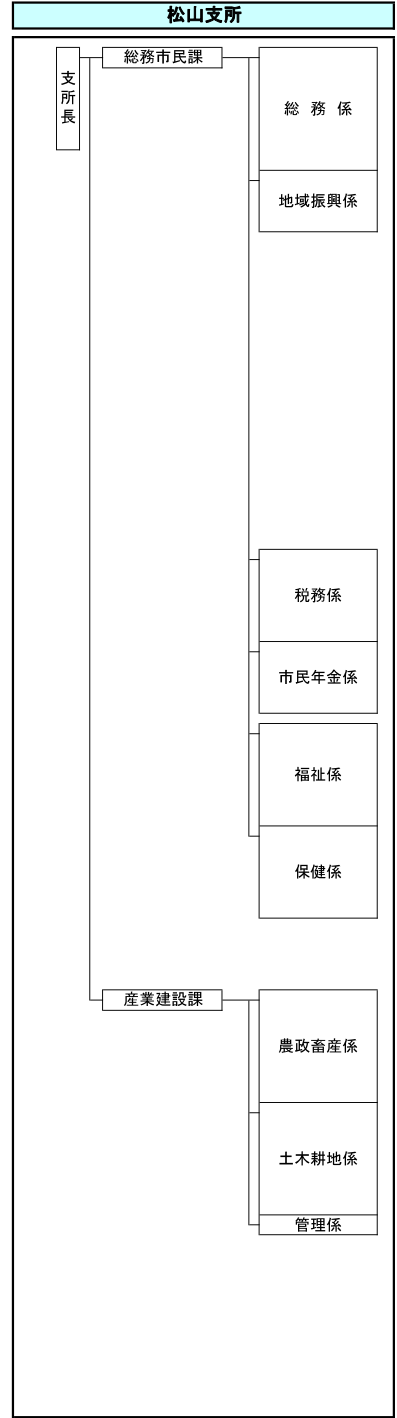 松山支所
支所長
総務市民課
総 務 係
地域振興係
税務係
市民年金係
福祉係
保健係
産業建設課
農政畜産係
土木耕地係
管理係